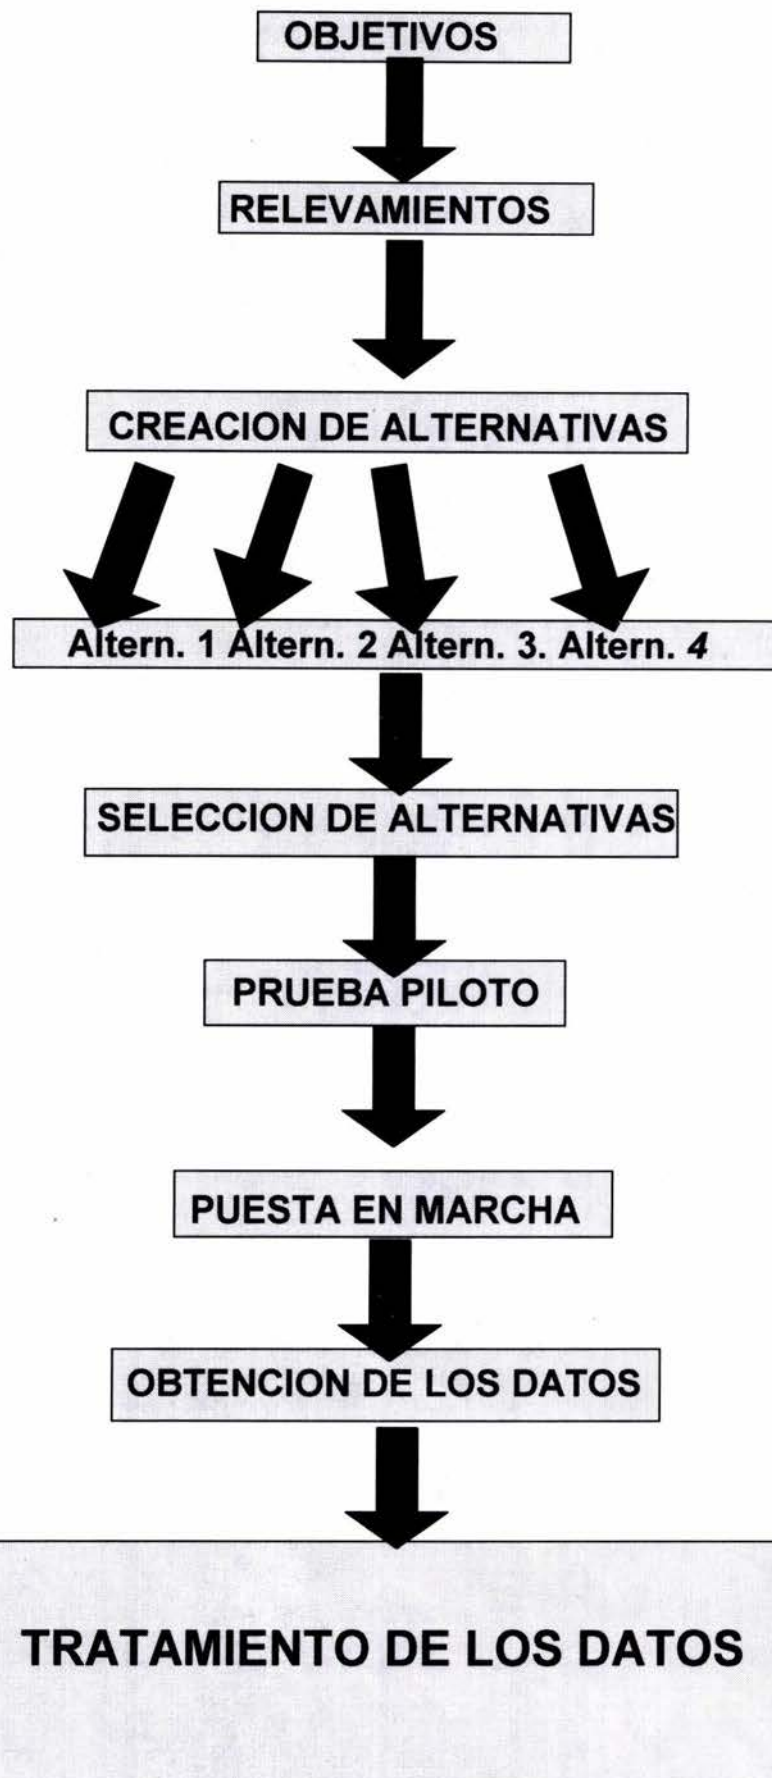 OBJETIVOS
RELEVAMIENTOS
CREACION DE ALTERNATIVAS
Altern. 1 Altern. 2 Altern. 3. Altern. 4
SELECCION DE ALTERNATIVAS
PRUEBA PILOTO
PUESTA EN MARCHA
OBTENCION DE LOS DATOS
TRATAMIENTO DE LOS DATOS